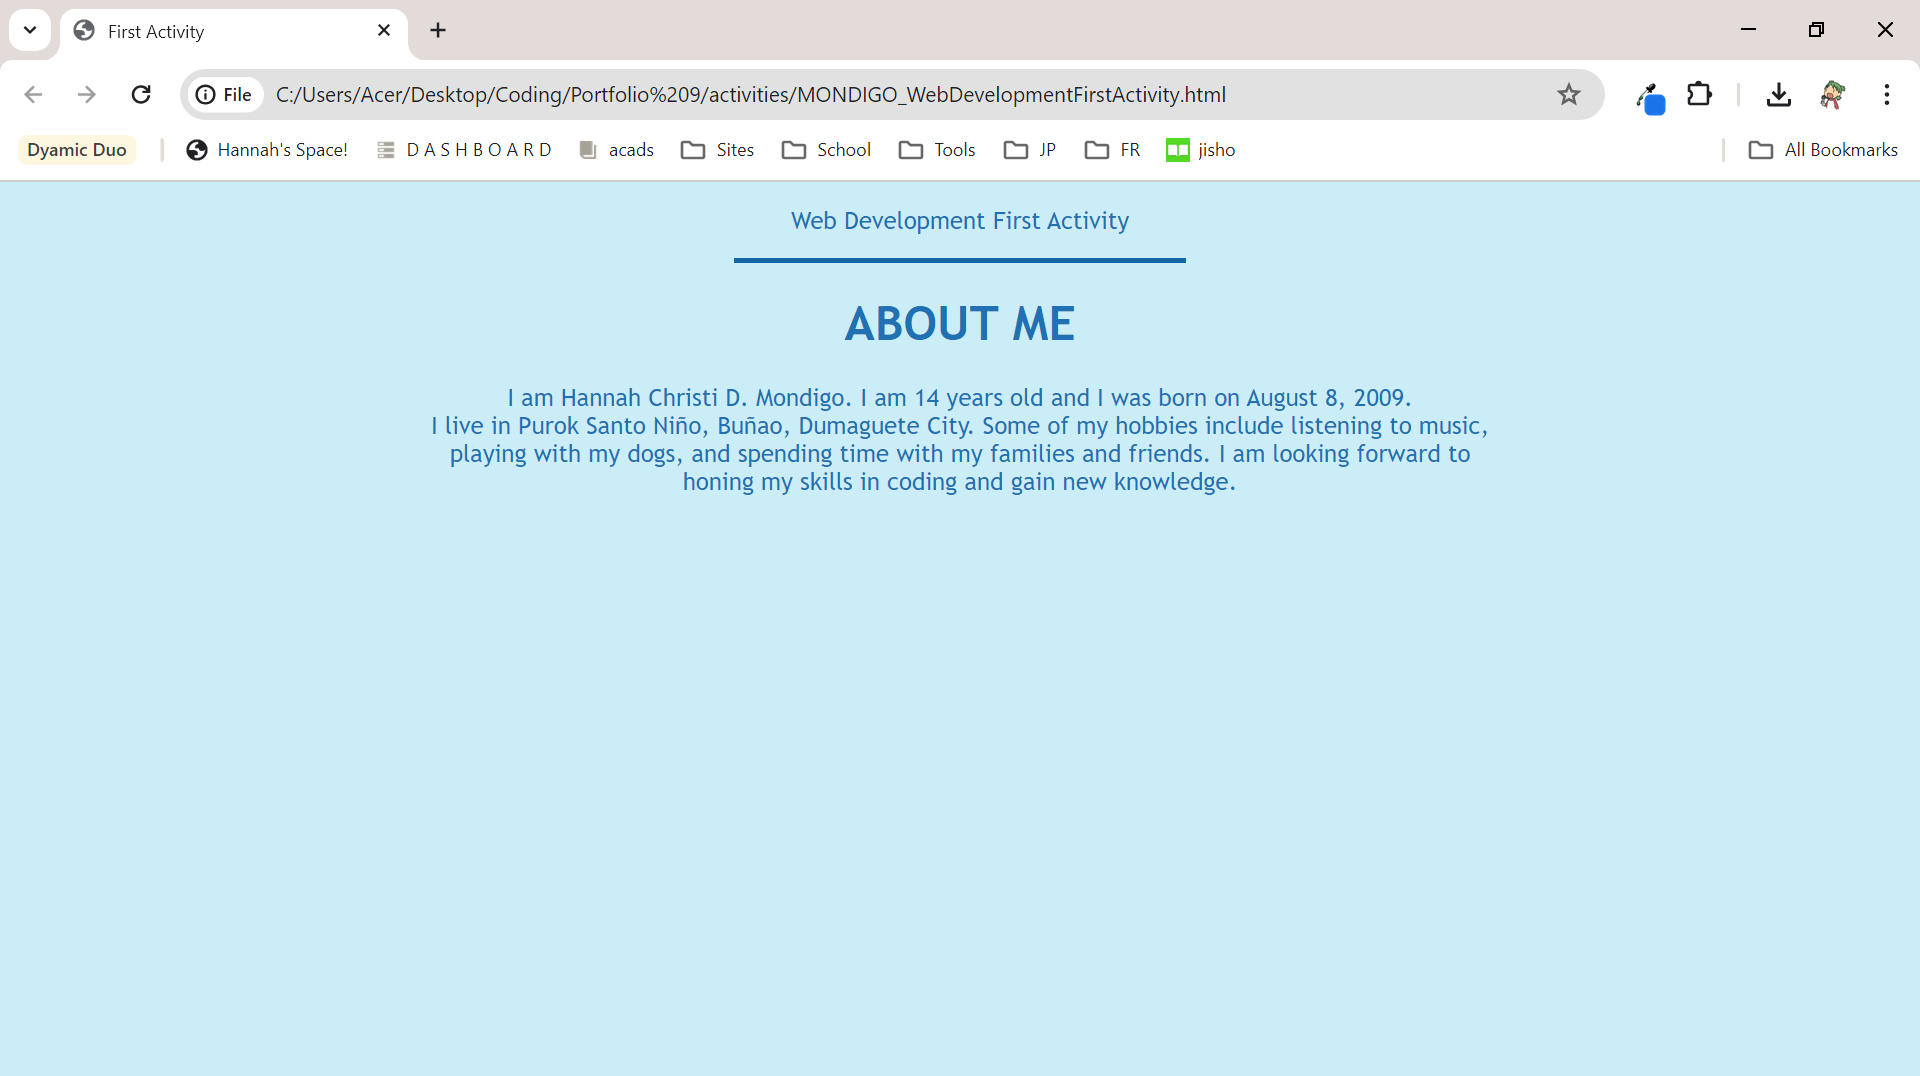 First Activity
File C:/Users/Acer/Desktop/Coding/Portfolio%209/activities/MONDIGO_WebDevelopmentFirstActivity.html
Dyamic Duo Hannah's Space! D A S H B O A R D acads Sites School Tools JP FR jisho All Bookmarks
Web Development First Activity
ABOUT ME
I am Hannah Christi D. Mondigo. I am 14 years old and I was born on August 8, 2009.
I live in Purok Santo Niño, Buñao, Dumaguete City. Some of my hobbies include listening to music,
playing with my dogs, and spending time with my families and friends. I am looking forward to
honing my skills in coding and gain new knowledge.